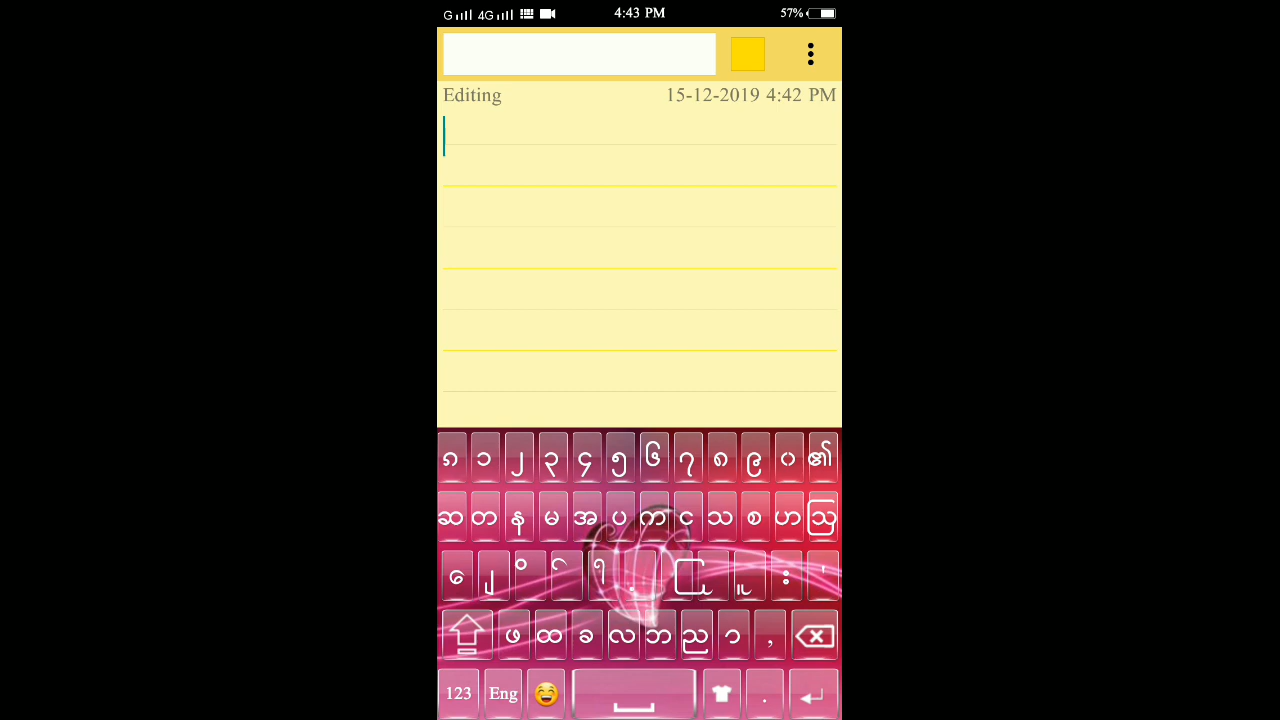 G 4G 4:43 PM 57%
Editing 15-12-2019 4:42 PM
ဂ ၁ ၂ ၃ ၄ ၅ ၆ ၇ ၈ ၉ ၀ ၏
ဆ တ န မ အ ပ က င သ စ ဟ ဩ
ေ ျ ိ ် ါ ့ ြ ု ူ း '
ဖ ထ ခ လ ဘ ည ာ ,
123 Eng .